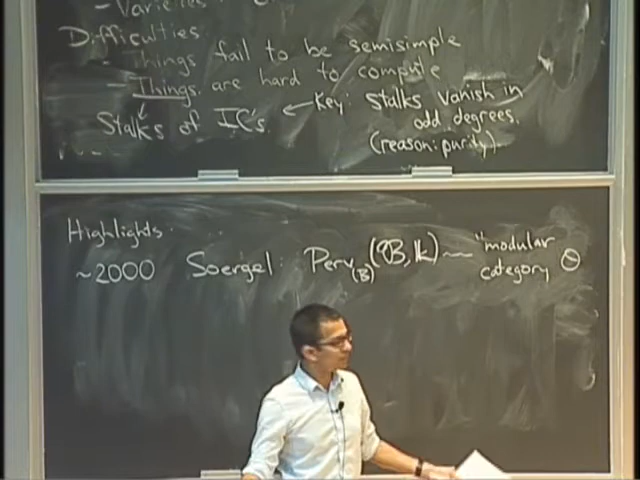 - Varieties
Difficulties
Things fail to be semisimple
Things are hard to compute
Stalks of IC's ← Key: Stalks vanish in
odd degrees.
(reason: purity)
Highlights.
~2000 Soergel: Perv_(B)(𝓑, 𝕜) ~ "modular
category 𝒪